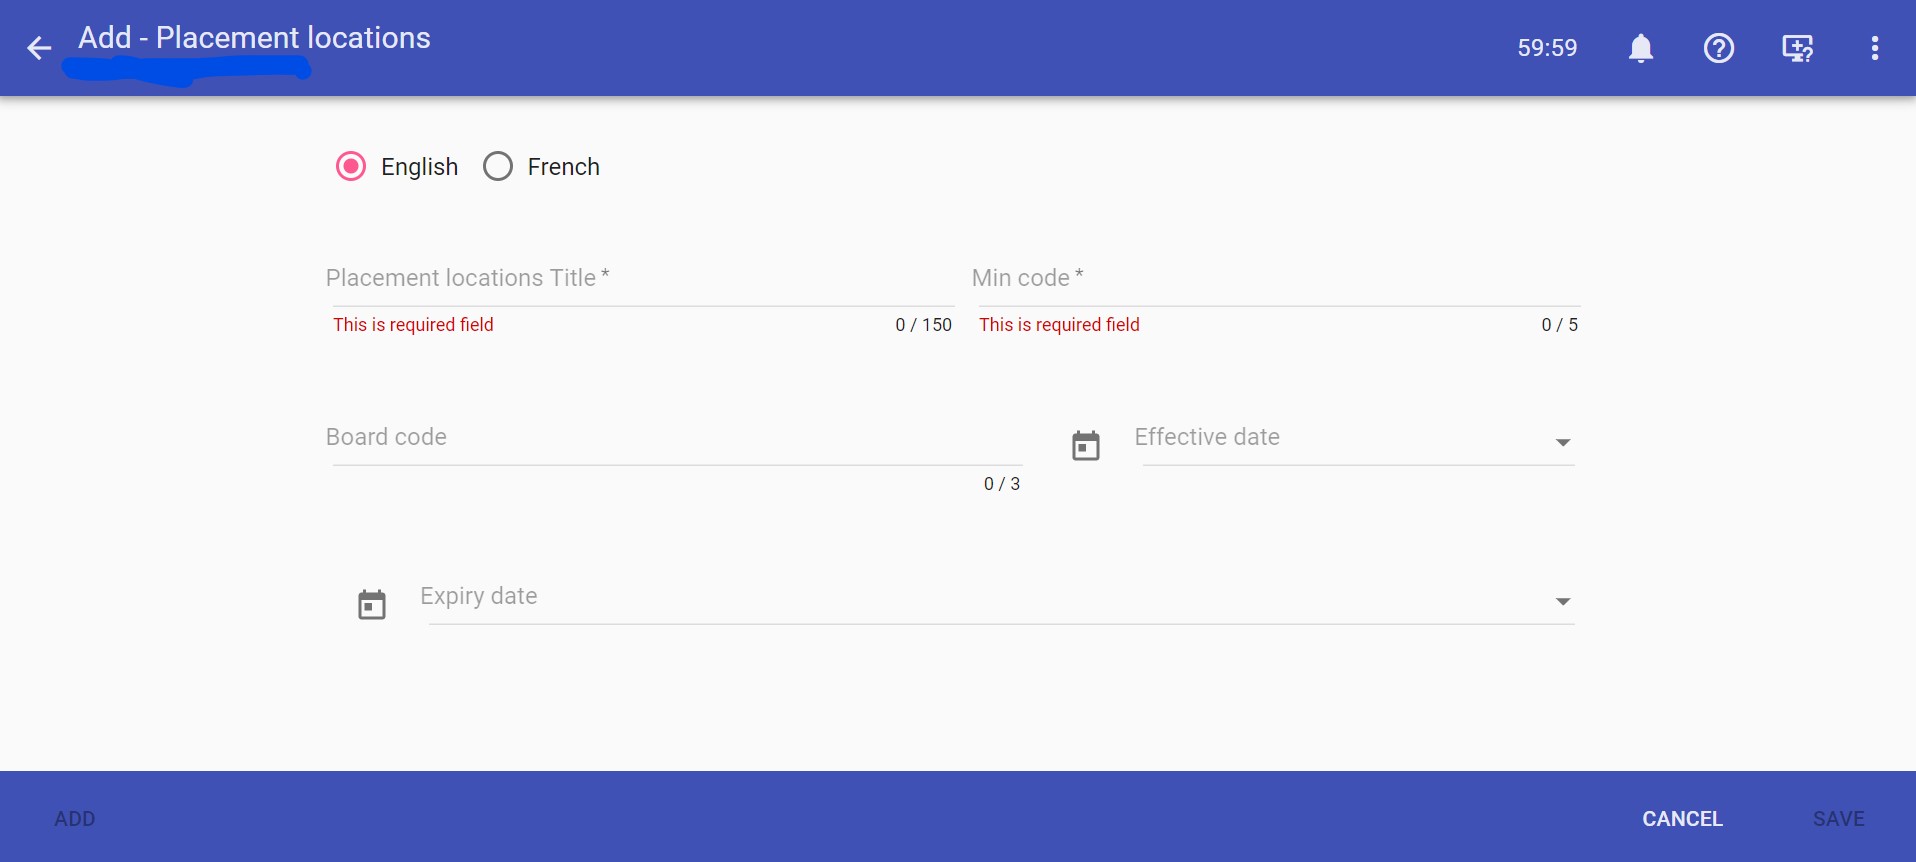 Add - Placement locations
59:59
English French
Placement locations Title * Min code *
This is required field 0 / 150 This is required field 0 / 5
Board code Effective date
0 / 3
Expiry date
ADD CANCEL SAVE